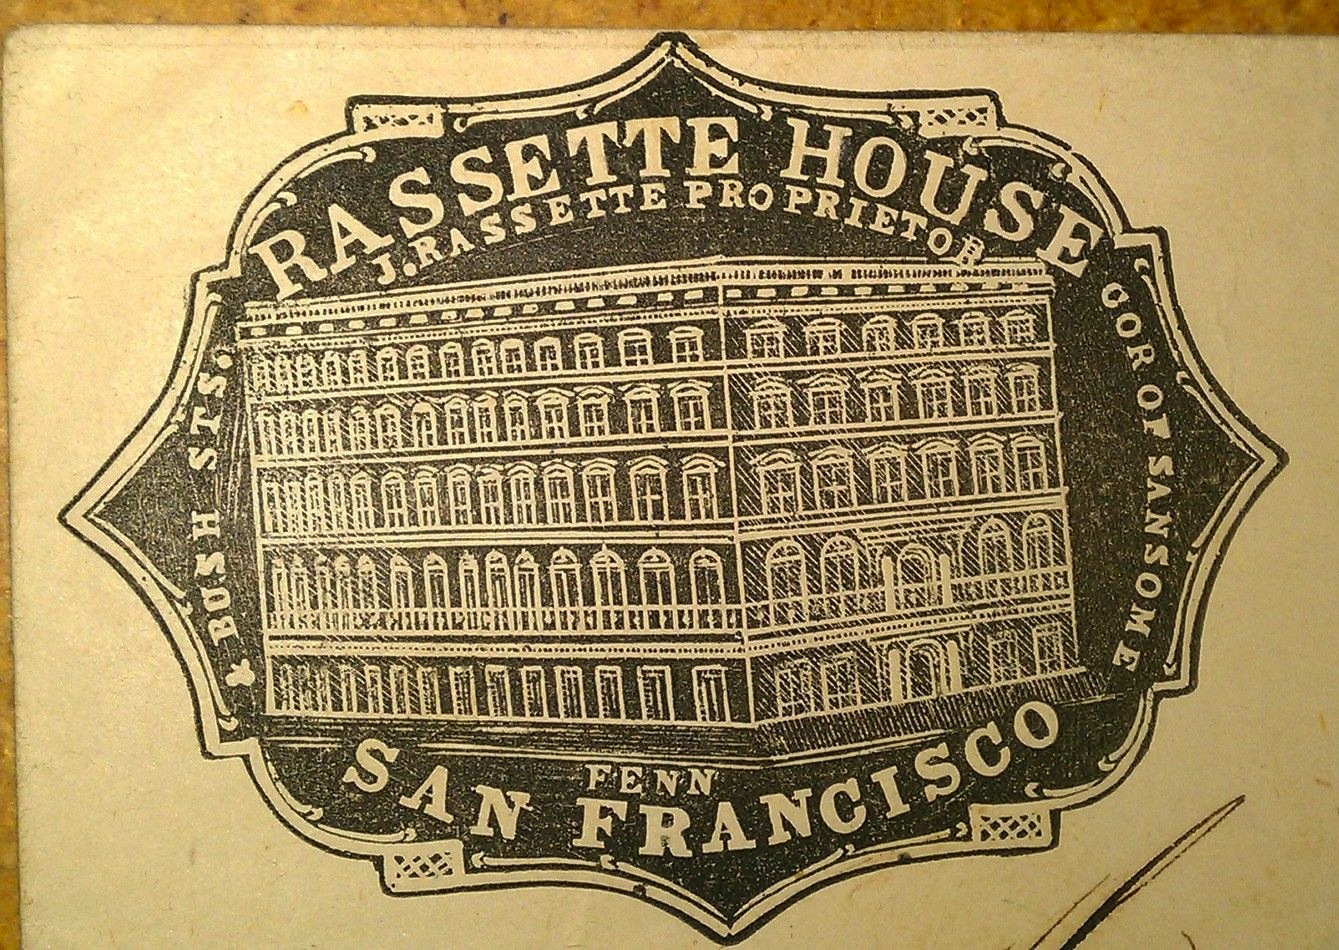 RASSETTE HOUSE
J. RASSETTE PROPRIETOR
COR OF SANSOME
& BUSH STS.
FENN
SAN FRANCISCO